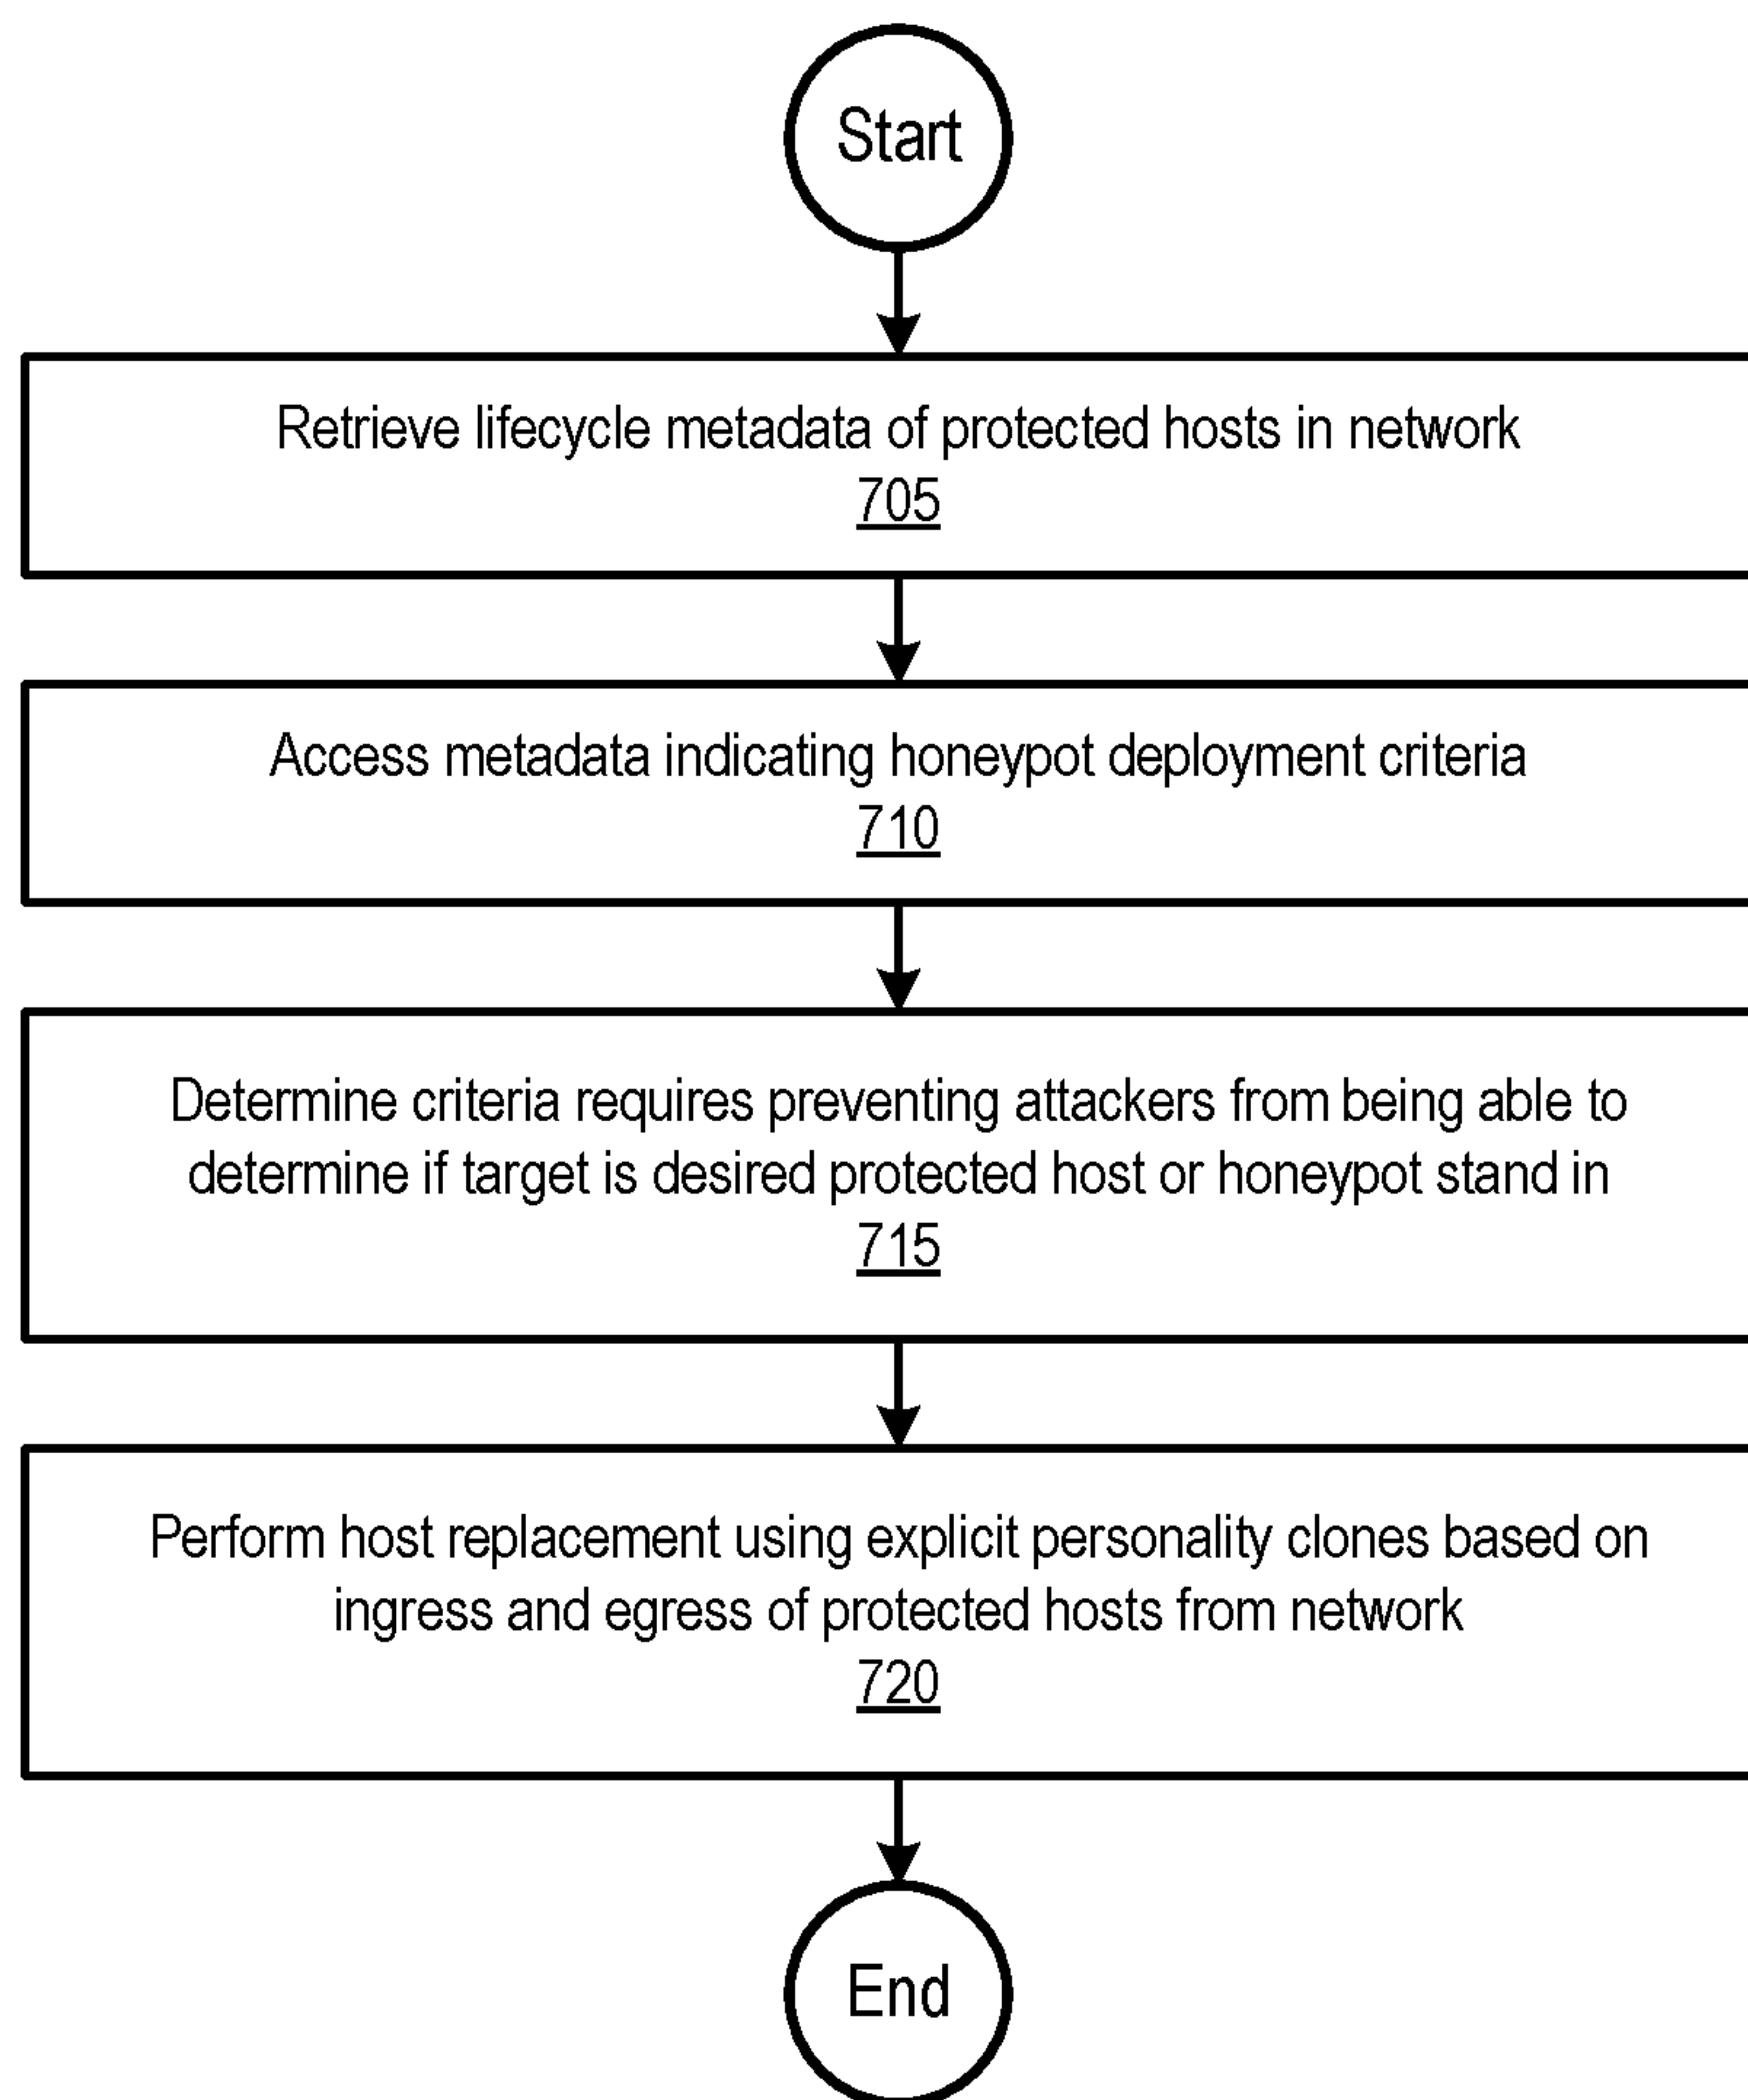 Start
Retrieve lifecycle metadata of protected hosts in network
705
Access metadata indicating honeypot deployment criteria
710
Determine criteria requires preventing attackers from being able to
determine if target is desired protected host or honeypot stand in
715
Perform host replacement using explicit personality clones based on
ingress and egress of protected hosts from network
720
End